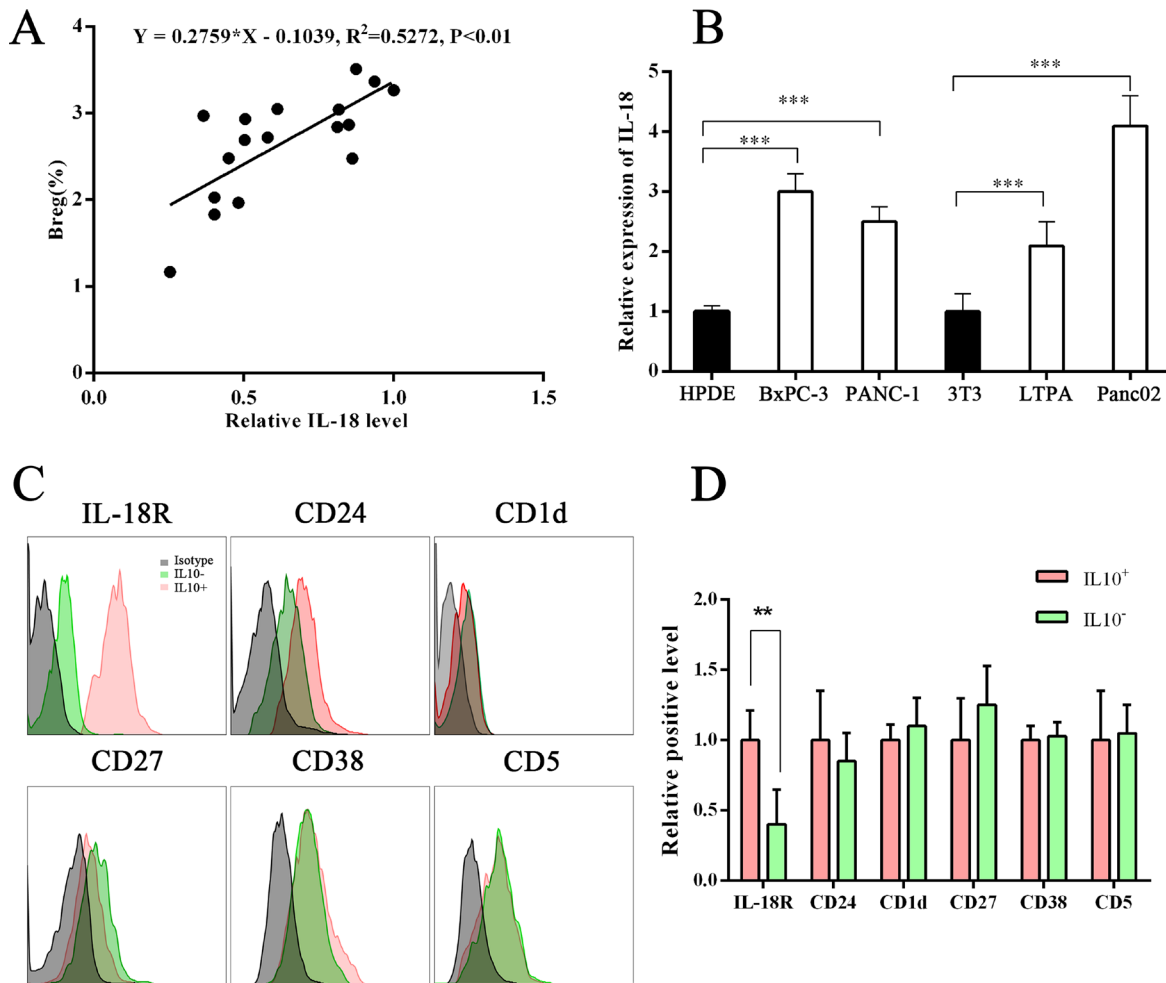 A
Y = 0.2759*X - 0.1039, R²=0.5272, P<0.01
Breg(%)
4
3
2
1
0
0.0 0.5 1.0 1.5
Relative IL-18 level
B
Relative expression of IL-18
5
4
3
2
1
0
***
***
***
***
HPDE BxPC-3 PANC-1 3T3 LTPA Panc02
C
IL-18R CD24 CD1d
Isotype
IL10-
IL10+
CD27 CD38 CD5
D
IL10⁺
IL10⁻
Relative positive level
2.0
1.5
1.0
0.5
0.0
**
IL-18R CD24 CD1d CD27 CD38 CD5